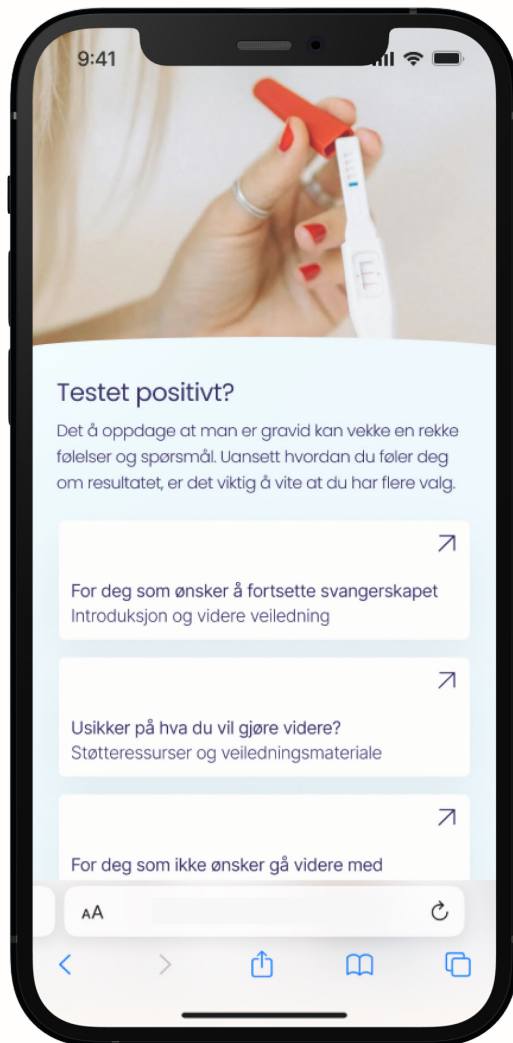 9:41
Testet positivt?
Det å oppdage at man er gravid kan vekke en rekke
følelser og spørsmål. Uansett hvordan du føler deg
om resultatet, er det viktig å vite at du har flere valg.
For deg som ønsker å fortsette svangerskapet
Introduksjon og videre veiledning
Usikker på hva du vil gjøre videre?
Støtteressurser og veiledningsmateriale
For deg som ikke ønsker gå videre med
AA